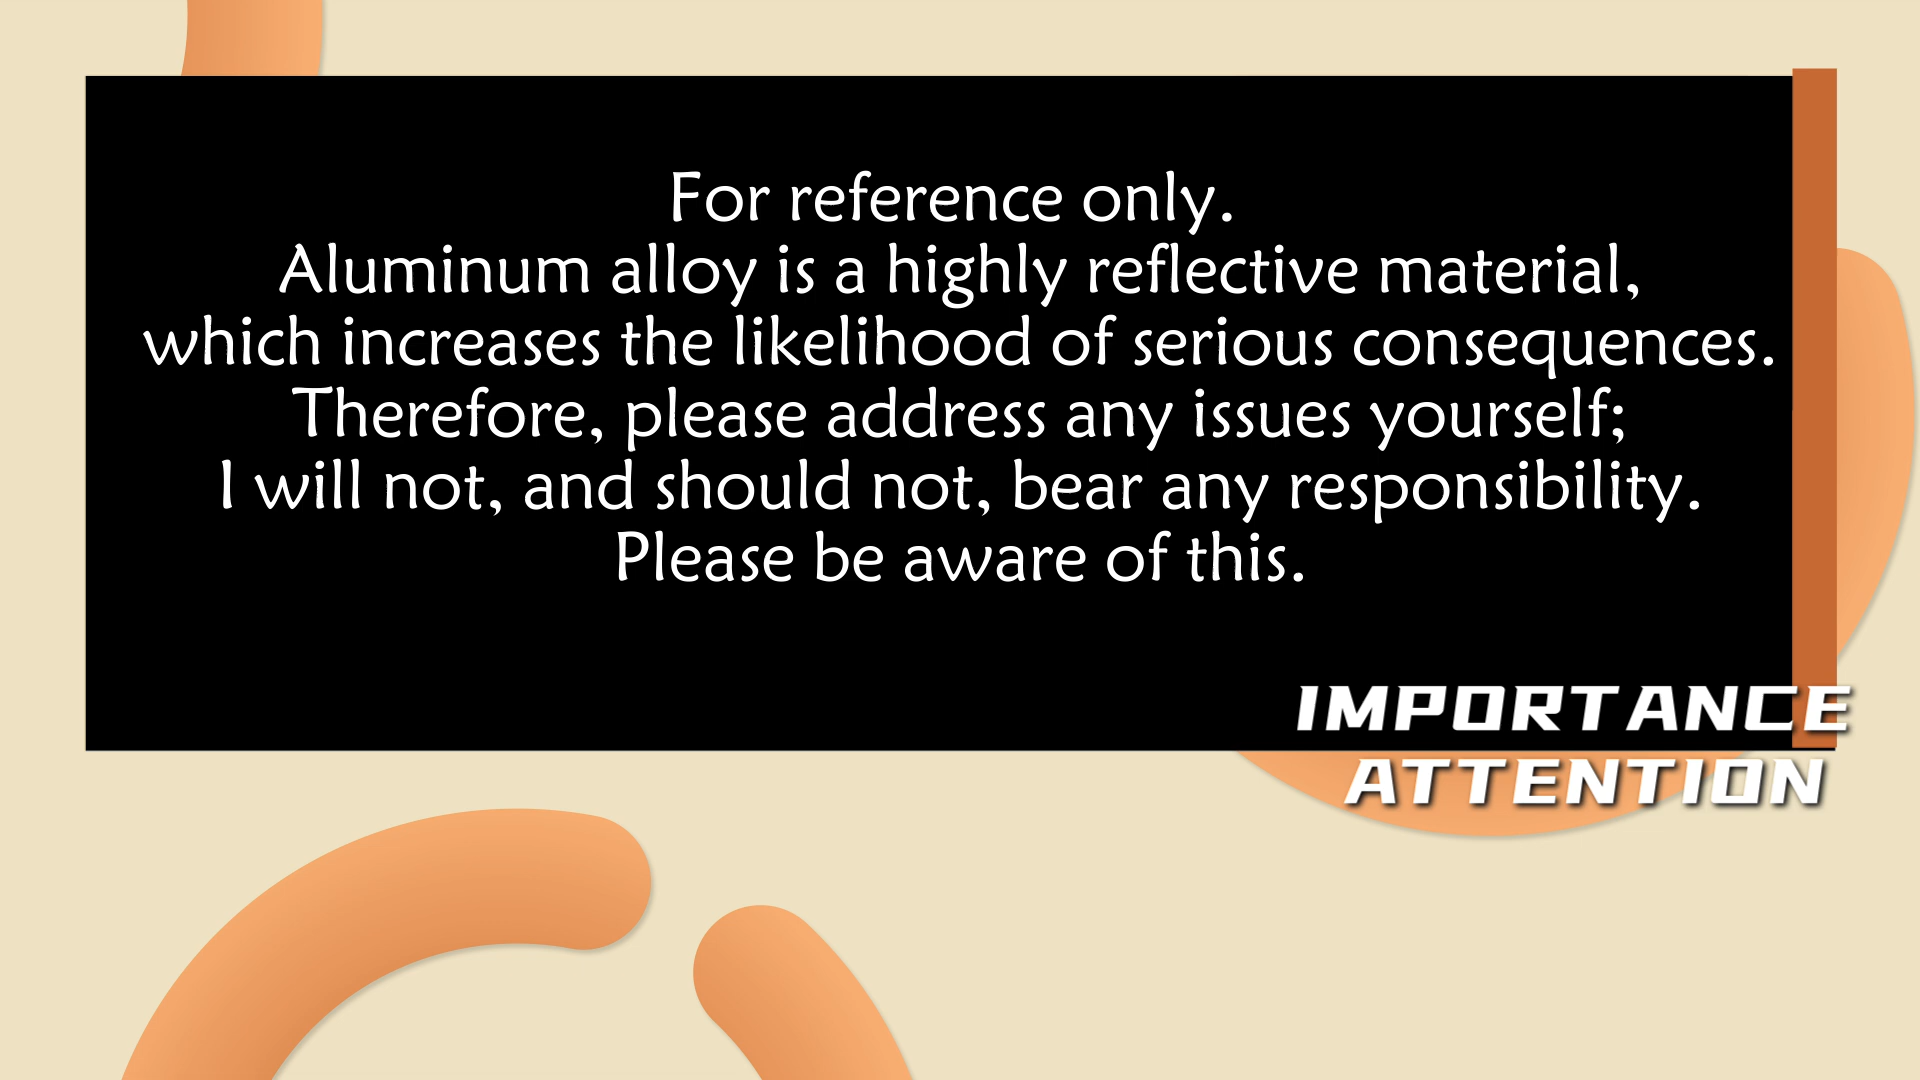 For reference only.
Aluminum alloy is a highly reflective material,
which increases the likelihood of serious consequences.
Therefore, please address any issues yourself;
I will not, and should not, bear any responsibility.
Please be aware of this.
IMPORTANCE
ATTENTION